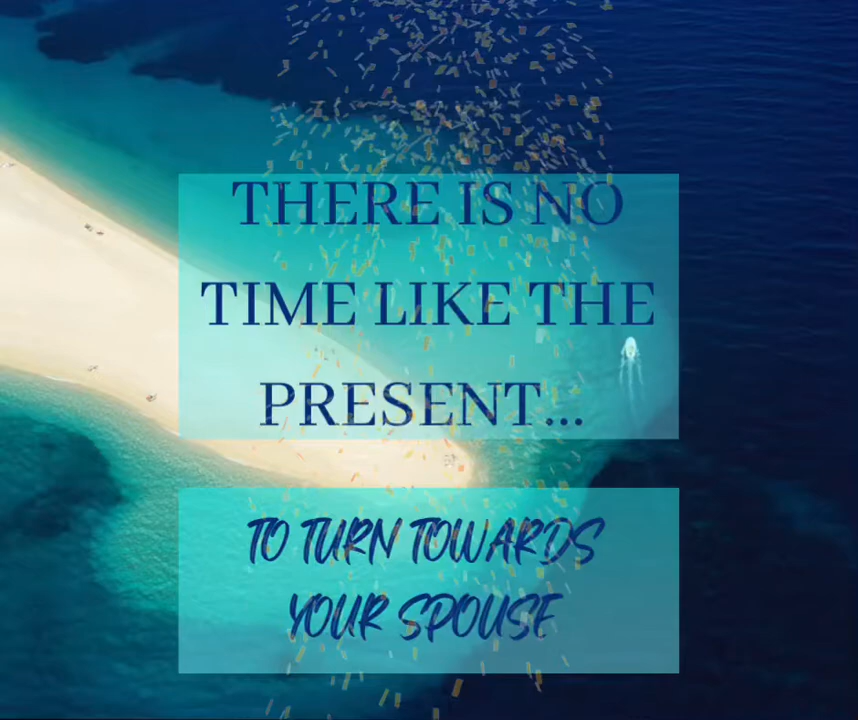 THERE IS NO
TIME LIKE THE
PRESENT...
TO TURN TOWARDS
YOUR SPOUSE